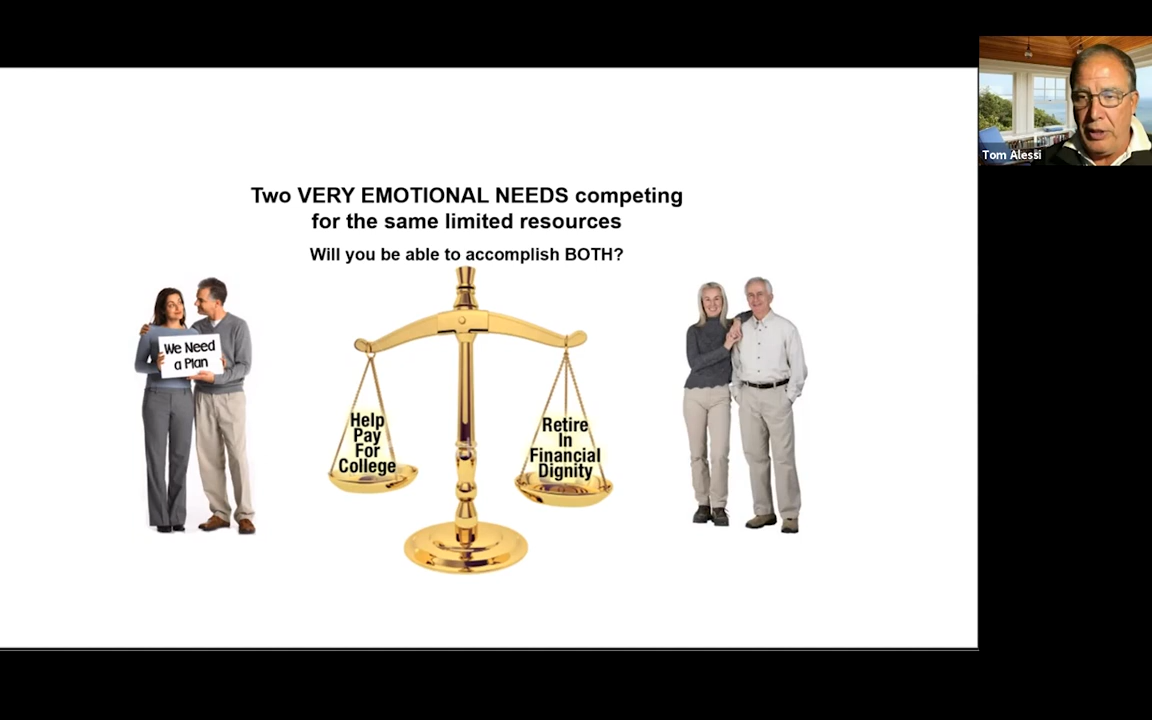 Two VERY EMOTIONAL NEEDS competing
for the same limited resources
Will you be able to accomplish BOTH?
We Need
a Plan
Help
Pay
For
College
Retire
In
Financial
Dignity
Tom Alessi